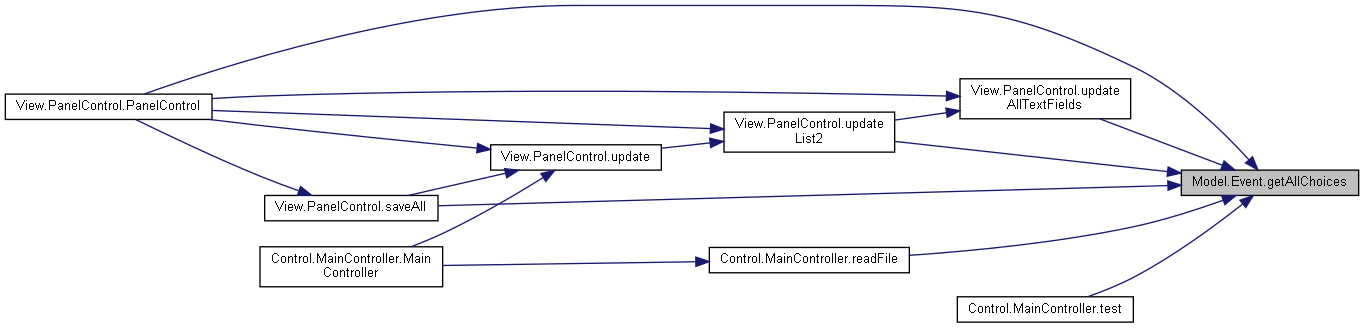 View.PanelControl.PanelControl
View.PanelControl.update
AllTextFields
View.PanelControl.update
List2
View.PanelControl.update
Model.Event.getAllChoices
View.PanelControl.saveAll
Control.MainController.Main
Controller
Control.MainController.readFile
Control.MainController.test